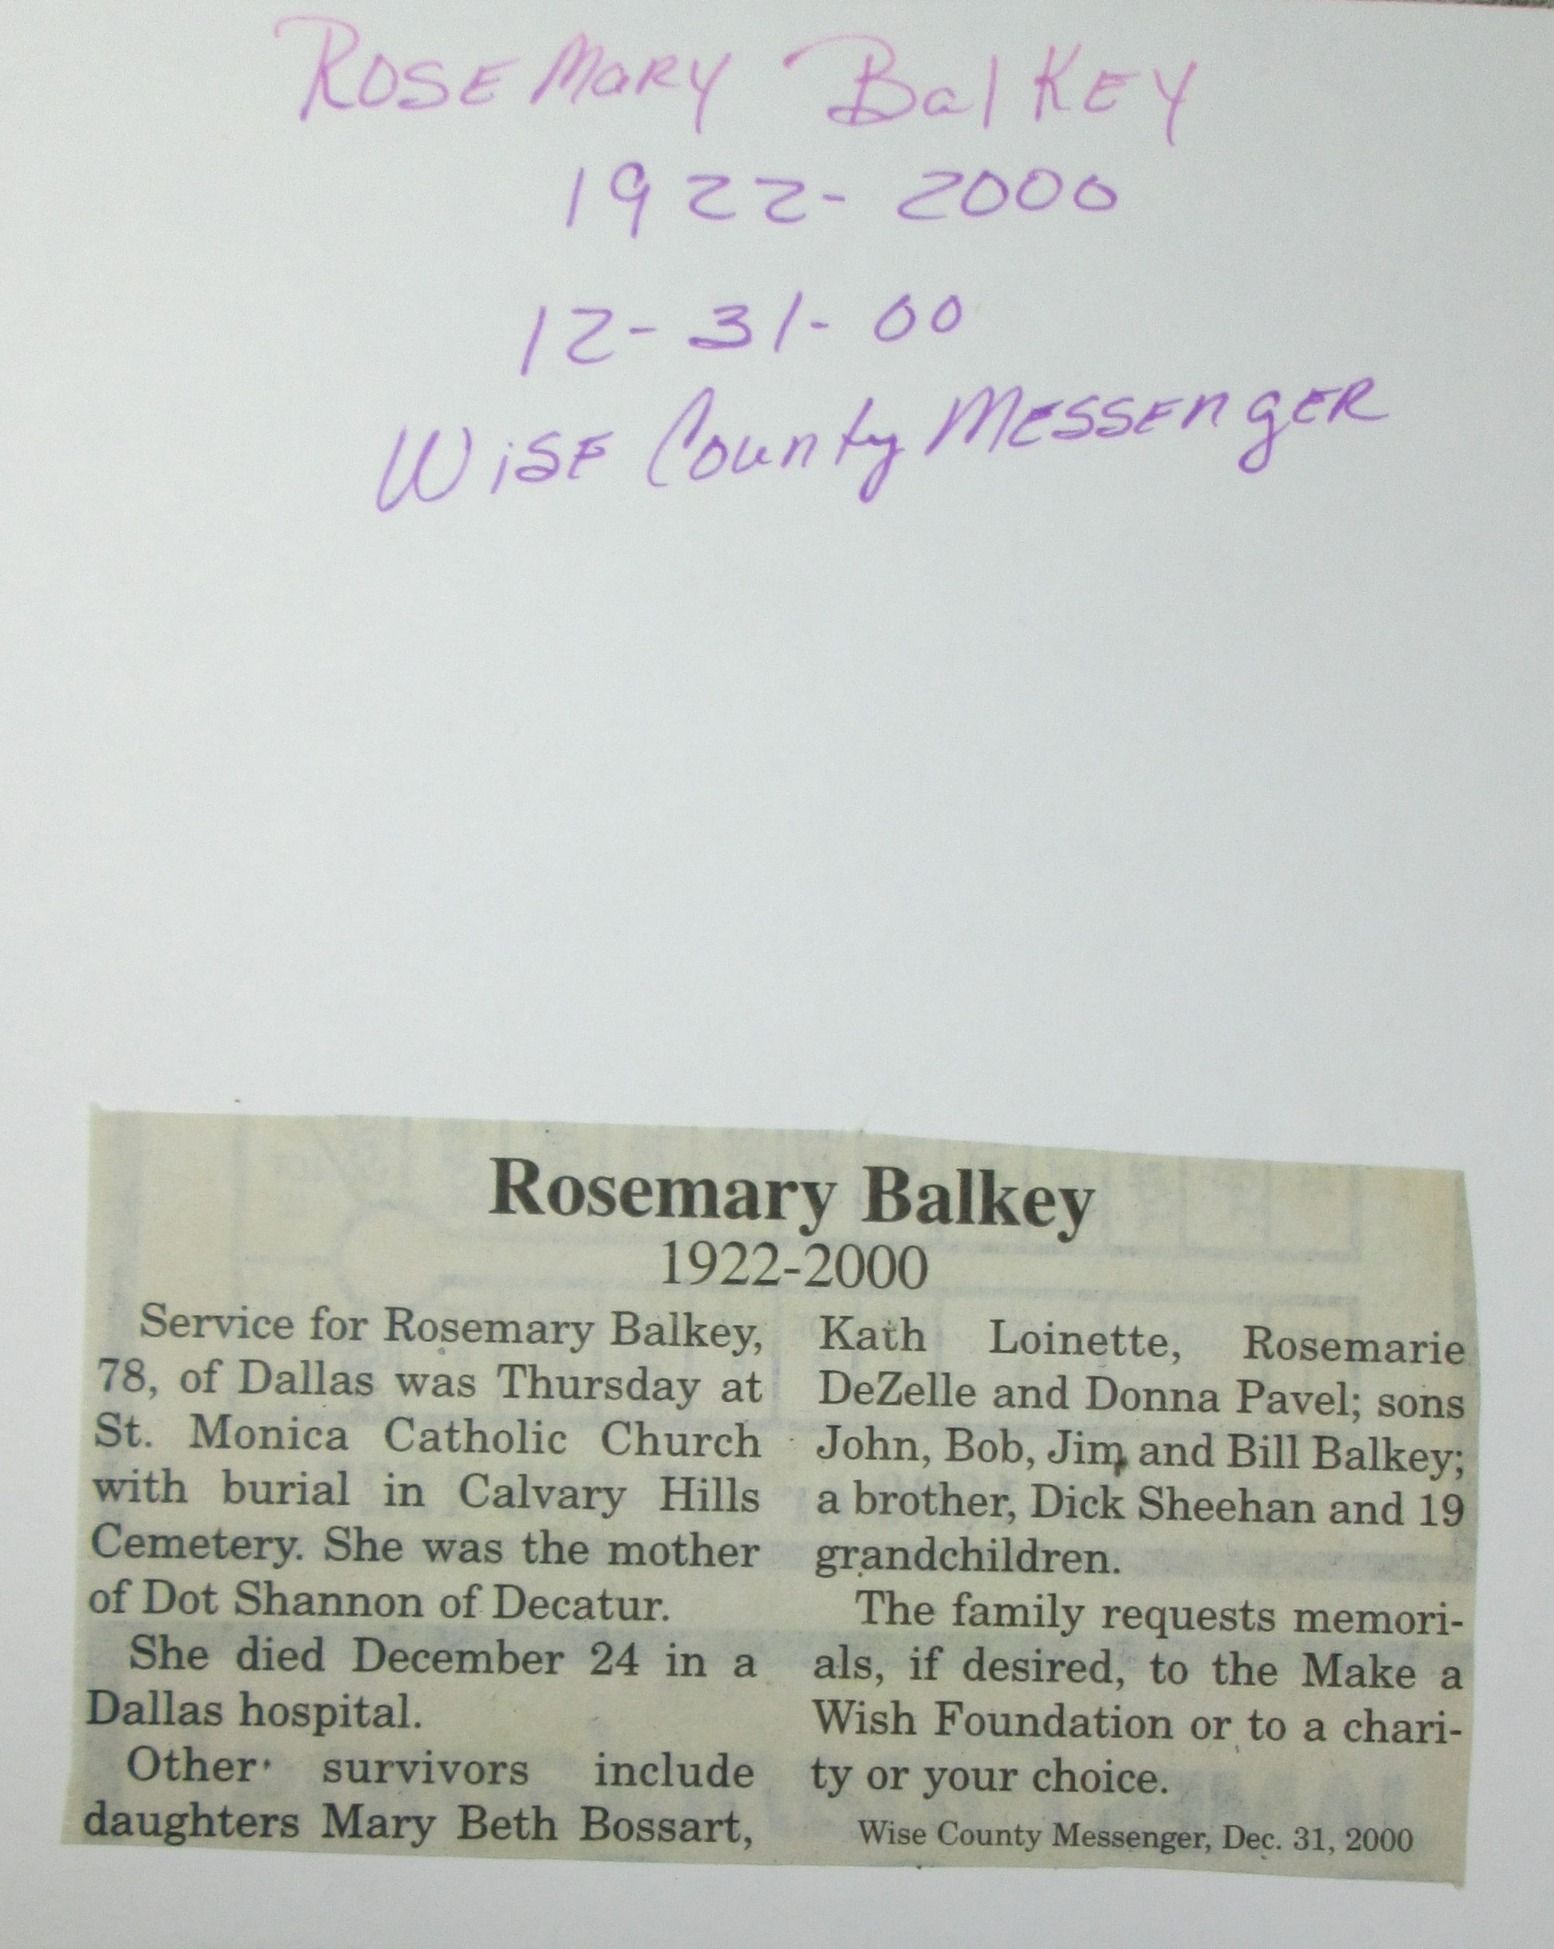 ROSEMARY BalKEY
1922-2000
12-31-00
WiSE County MESSENgER
Rosemary Balkey
1922-2000
Service for Rosemary Balkey,
78, of Dallas was Thursday at
St. Monica Catholic Church
with burial in Calvary Hills
Cemetery. She was the mother
of Dot Shannon of Decatur.
She died December 24 in a
Dallas hospital.
Other survivors include
daughters Mary Beth Bossart,
Kath Loinette, Rosemarie
DeZelle and Donna Pavel; sons
John, Bob, Jim, and Bill Balkey;
a brother, Dick Sheehan and 19
grandchildren.
The family requests memori-
als, if desired, to the Make a
Wish Foundation or to a chari-
ty or your choice.
Wise County Messenger, Dec. 31, 2000